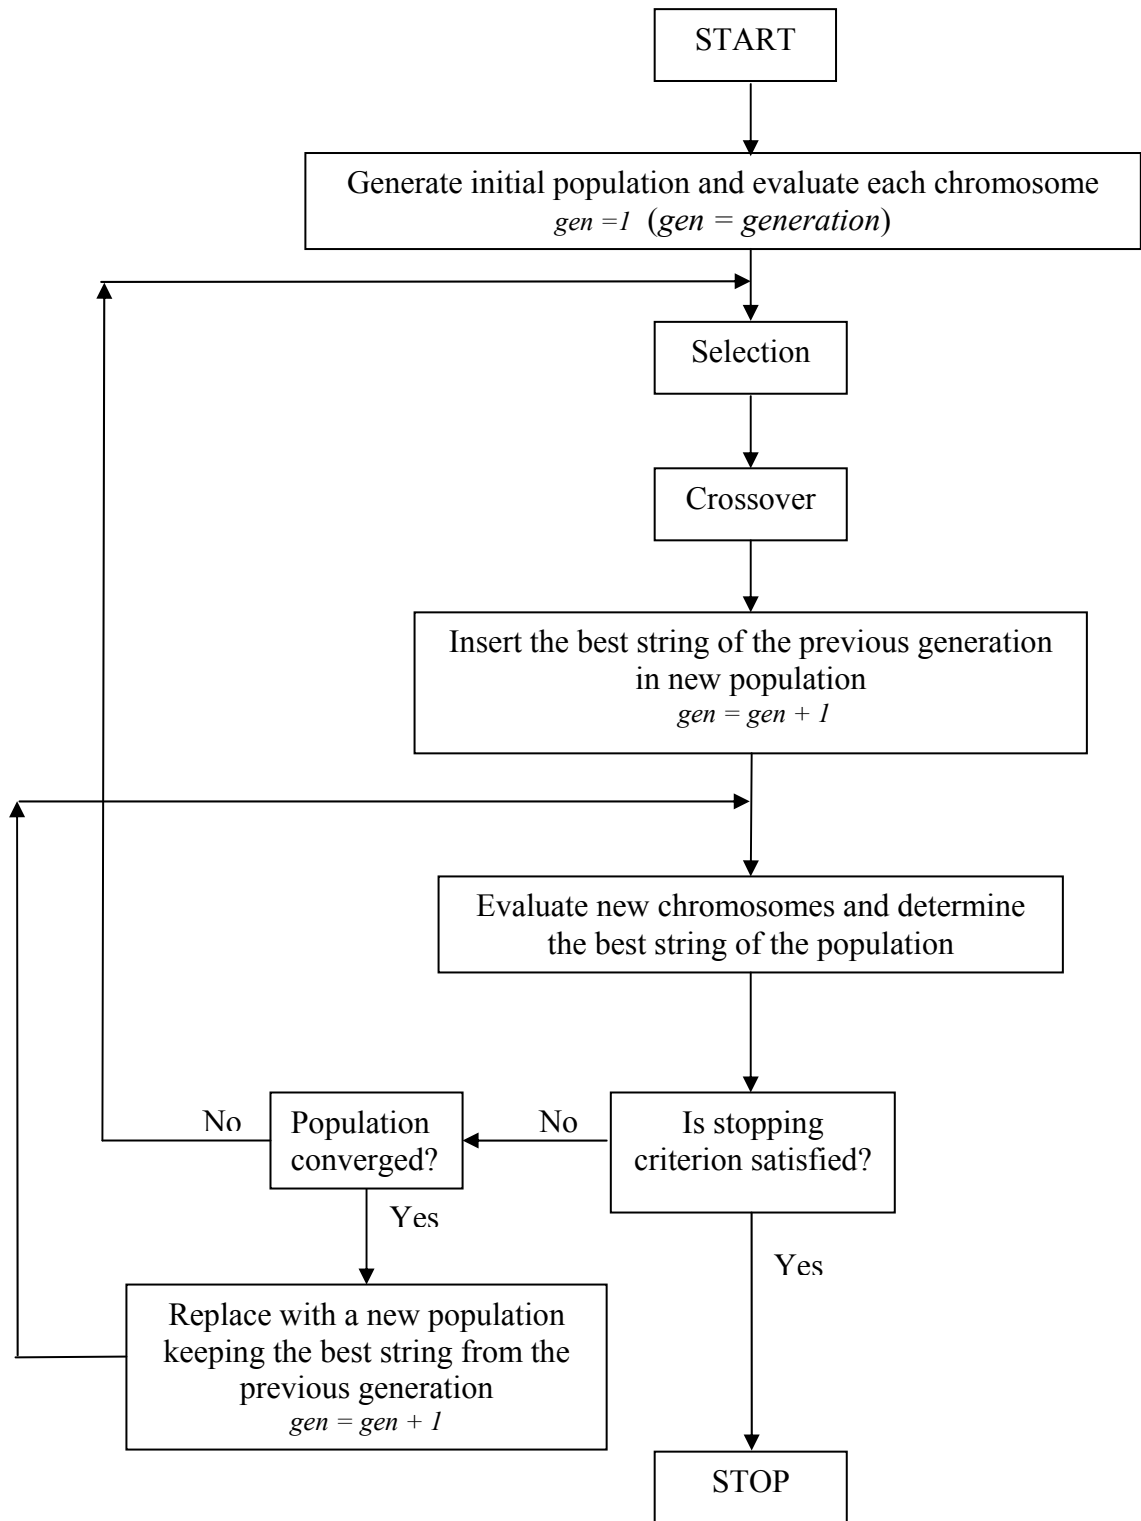 START
Generate initial population and evaluate each chromosome
gen =1 (gen = generation)
Selection
Crossover
Insert the best string of the previous generation
in new population
gen = gen + 1
Evaluate new chromosomes and determine
the best string of the population
No
Population
converged?
No
Is stopping
criterion satisfied?
Yes
Yes
Replace with a new population
keeping the best string from the
previous generation
gen = gen + 1
STOP